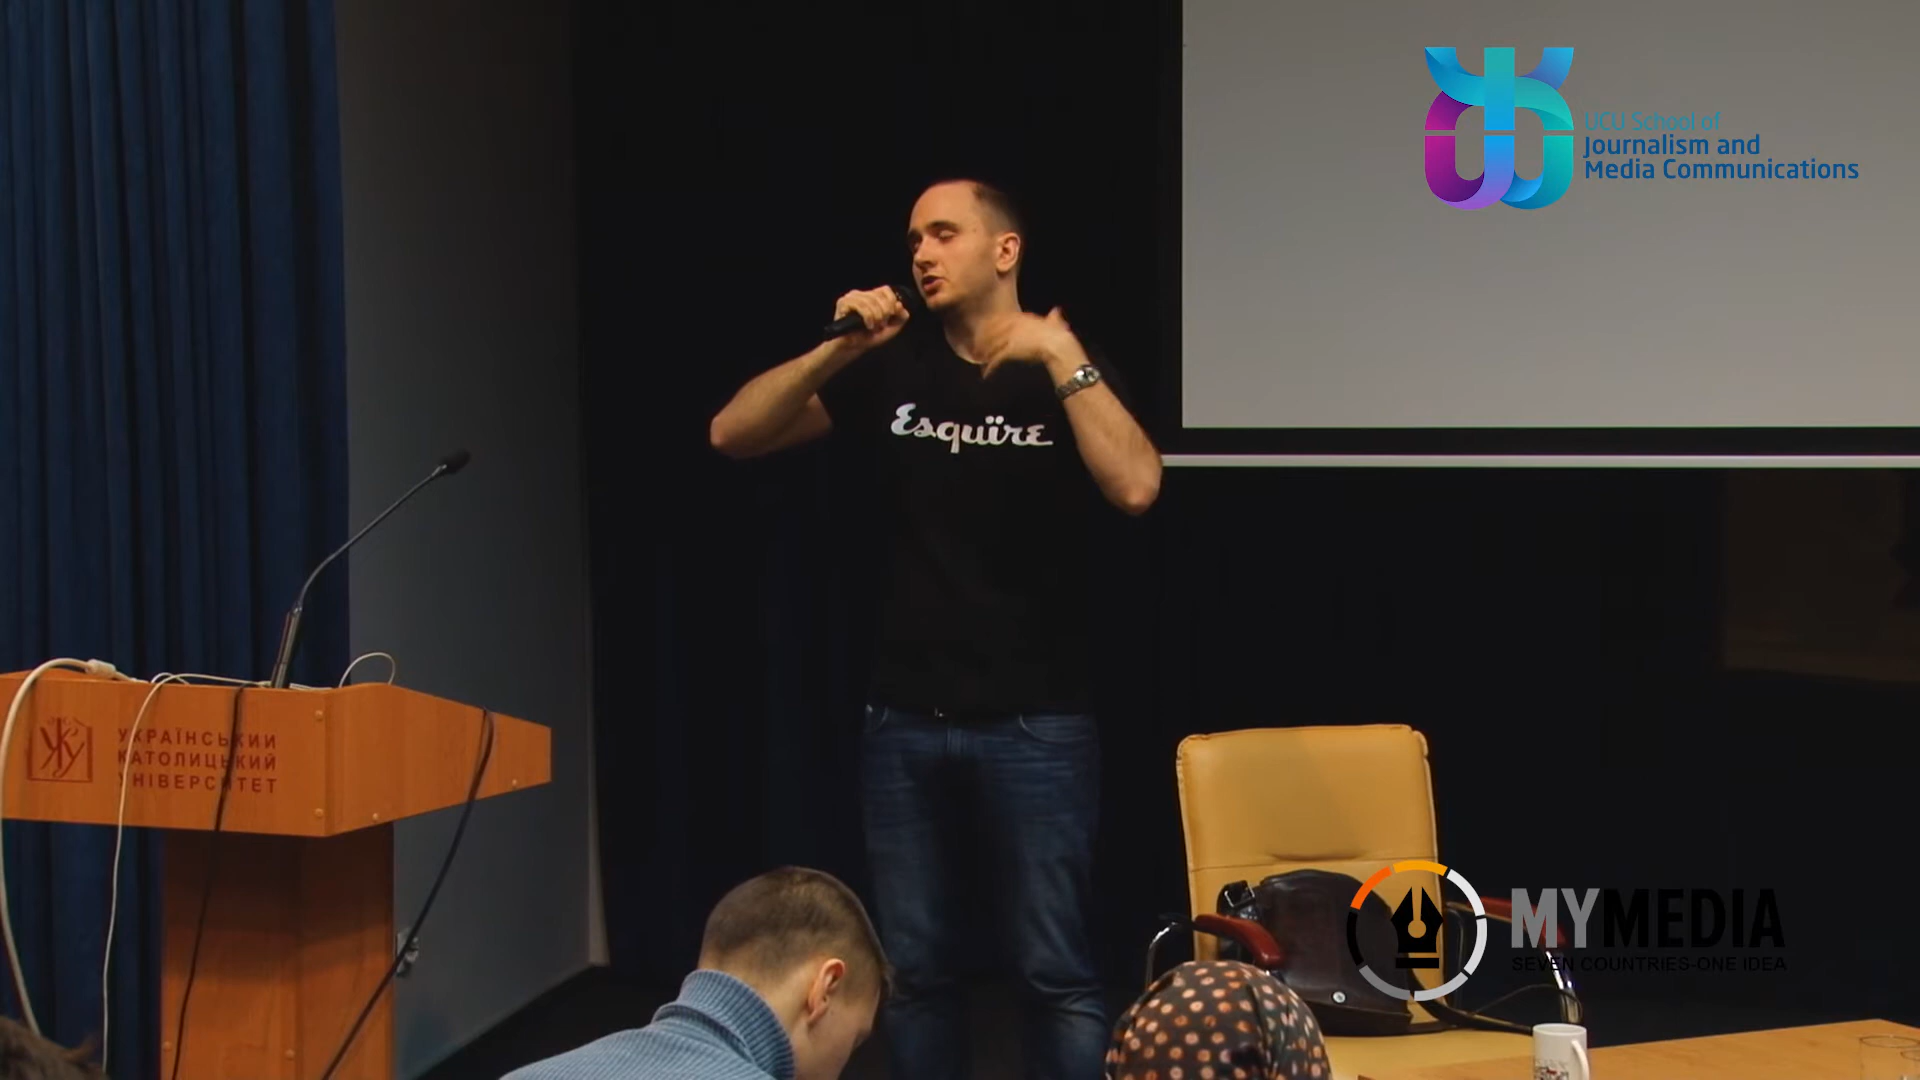 UCU School of
Journalism and
Media Communications
Esquire
УКРАЇНСЬКИЙ
КАТОЛИЦЬКИЙ
УНІВЕРСИТЕТ
MYMEDIA
SEVEN COUNTRIES-ONE IDEA